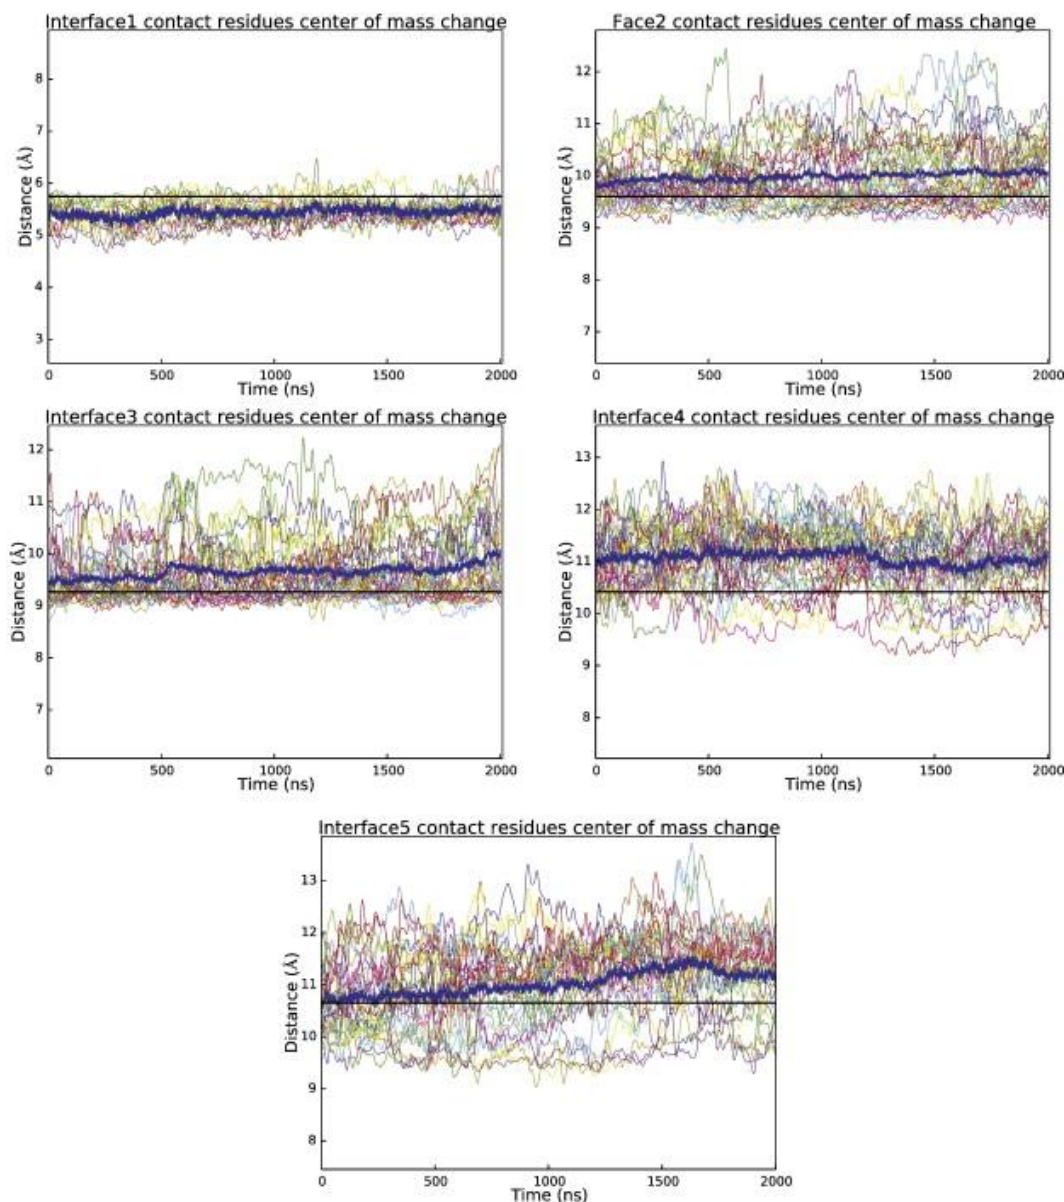 Interface1 contact residues center of mass change
8
7
6
5
4
3
Distance (Å)
0 500 1000 1500 2000
Time (ns)
Face2 contact residues center of mass change
12
11
10
9
8
7
Distance (Å)
0 500 1000 1500 2000
Time (ns)
Interface3 contact residues center of mass change
12
11
10
9
8
7
Distance (Å)
0 500 1000 1500 2000
Time (ns)
Interface4 contact residues center of mass change
13
12
11
10
9
8
Distance (Å)
0 500 1000 1500 2000
Time (ns)
Interface5 contact residues center of mass change
13
12
11
10
9
8
Distance (Å)
0 500 1000 1500 2000
Time (ns)